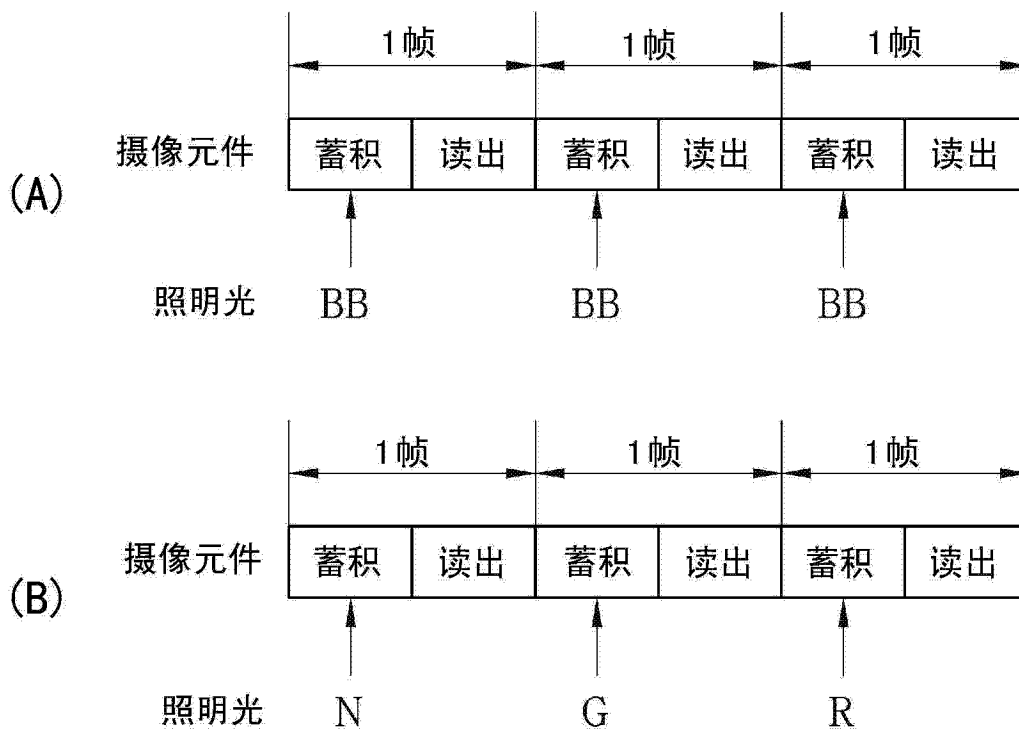 1帧 1帧 1帧
(A) 摄像元件 蓄积 读出 蓄积 读出 蓄积 读出
照明光 BB BB BB
1帧 1帧 1帧
(B) 摄像元件 蓄积 读出 蓄积 读出 蓄积 读出
照明光 N G R